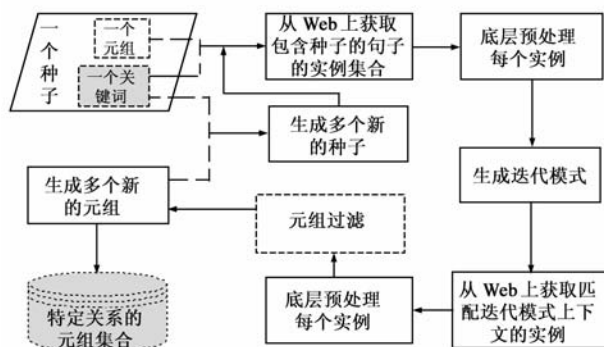 一个种子
一个
元组
一个关
键词
从 Web 上获取
包含种子的句子
的实例集合
底层预处理
每个实例
生成多个新
的种子
生成迭代模式
生成多个新
的元组
元组过滤
特定关系的
元组集合
底层预处理
每个实例
从 Web 上获取匹
配迭代模式上下
文的实例